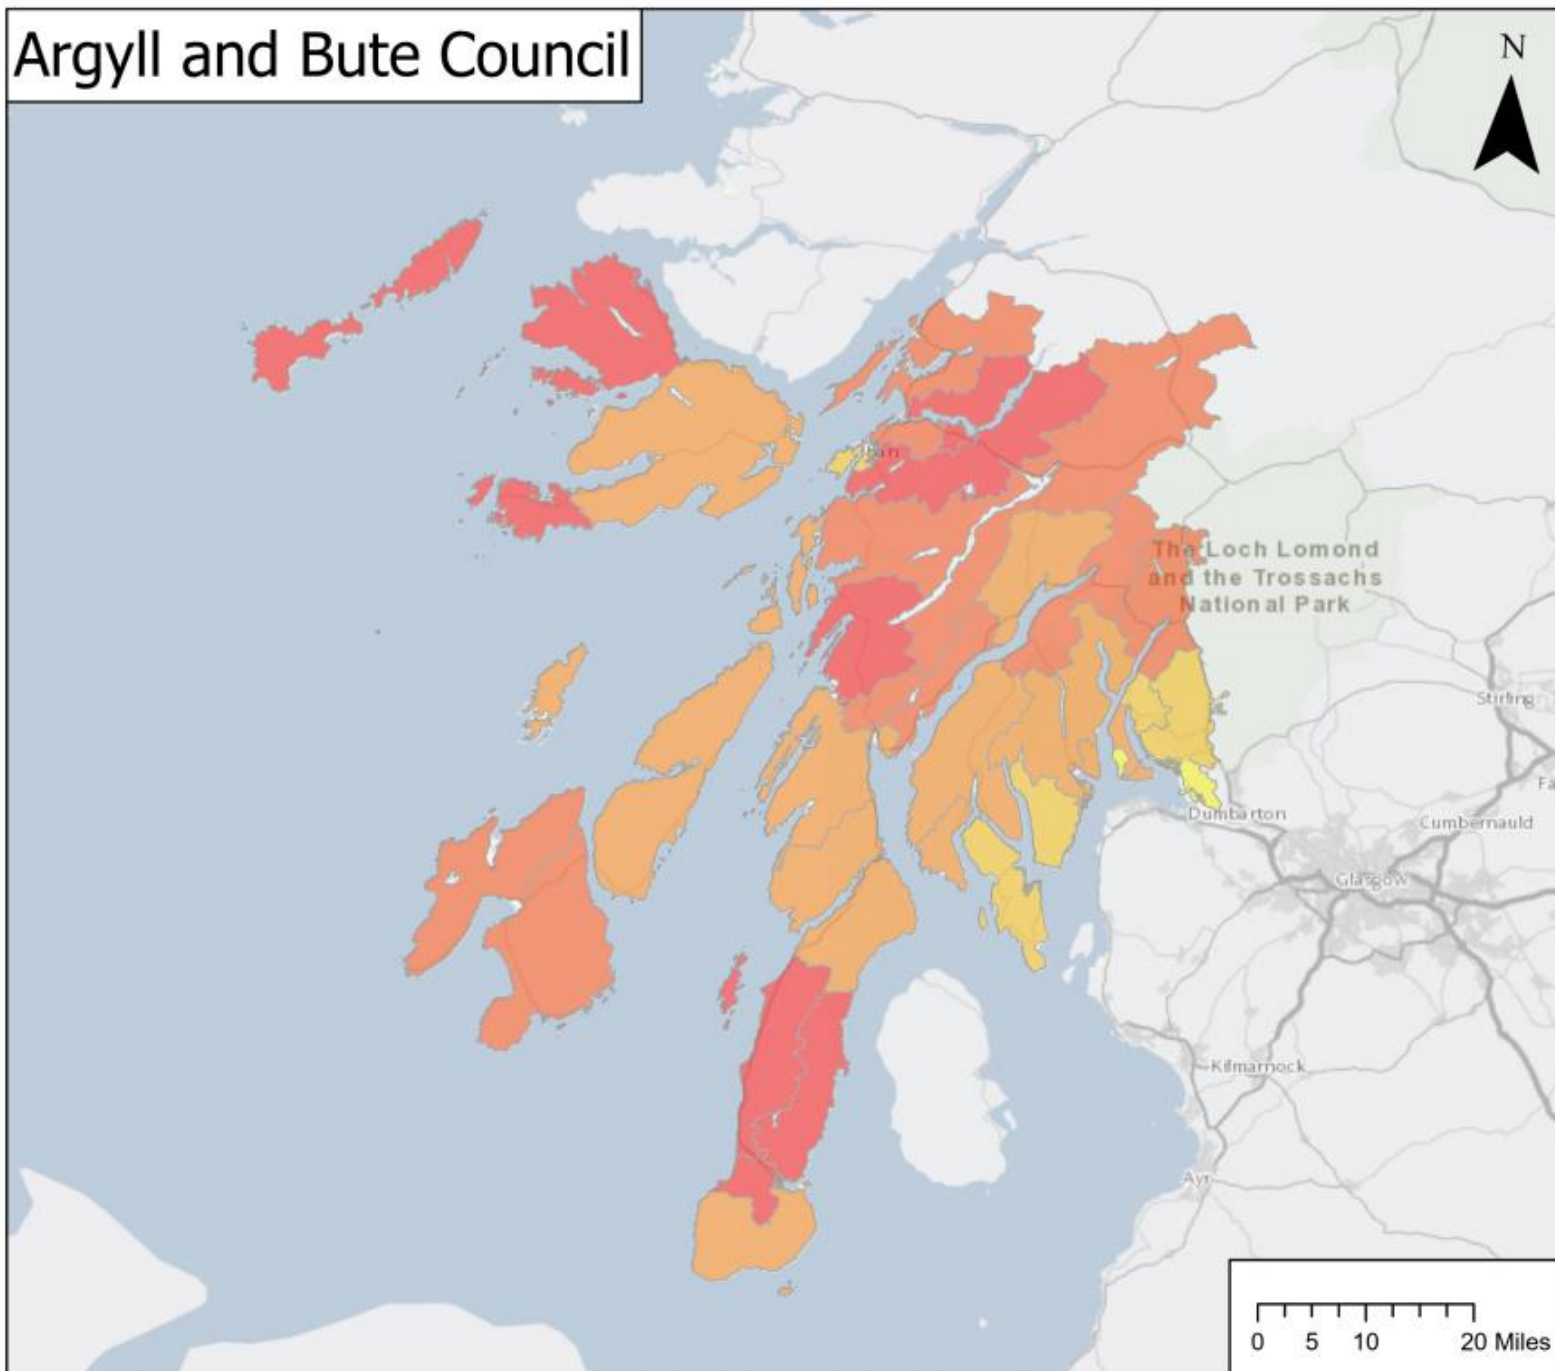 Argyll and Bute Council
N
The Loch Lomond
and the Trossachs
National Park
Stirling
Fa
Dumbarton
Cumbernauld
Glasgow
Kilmarnock
Ayr
0 5 10 20 Miles